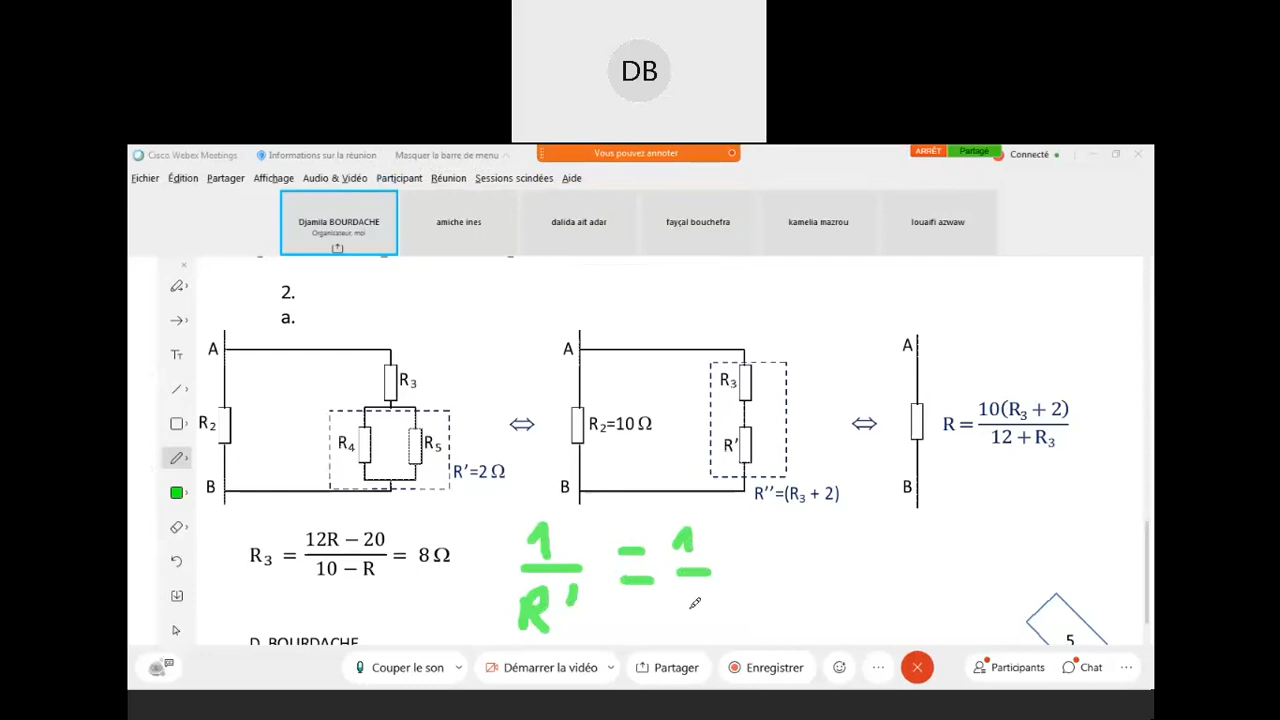 DB
Cisco Webex Meetings Informations sur la réunion Masquer la barre de menu Vous pouvez annoter ARRÊT Partagé Connecté
Fichier Édition Partager Affichage Audio & Vidéo Participant Réunion Sessions scindées Aide
Djamila BOURDACHE amiche ines dalida ait adar fayçal bouchefra kamelia mazrou louaifi azwaw
Organisateur, moi
2.
a.
A A A
R₃ R₃
R₂ R₄ R₅ ⇔ R₂=10 Ω R' ⇔ R = 10(R₃ + 2) / 12 + R₃
B R'=2 Ω B R''=(R₃ + 2) B
R₃ = 12R − 20 / 10 − R = 8 Ω
1 / R' = 1
D. BOURDACHE 5
Couper le son Démarrer la vidéo Partager Enregistrer Participants Chat